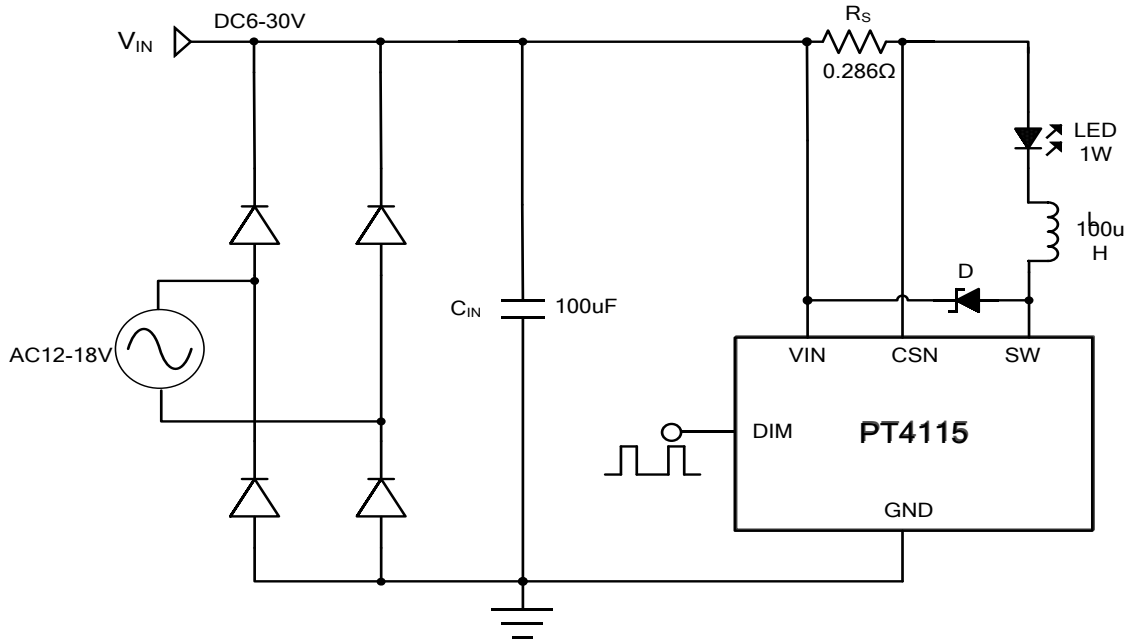 DC6-30V
V_IN
R_S
0.286Ω
LED
1W
L
100u
H
D
C_IN
100uF
AC12-18V
VIN
CSN
SW
DIM
PT4115
GND